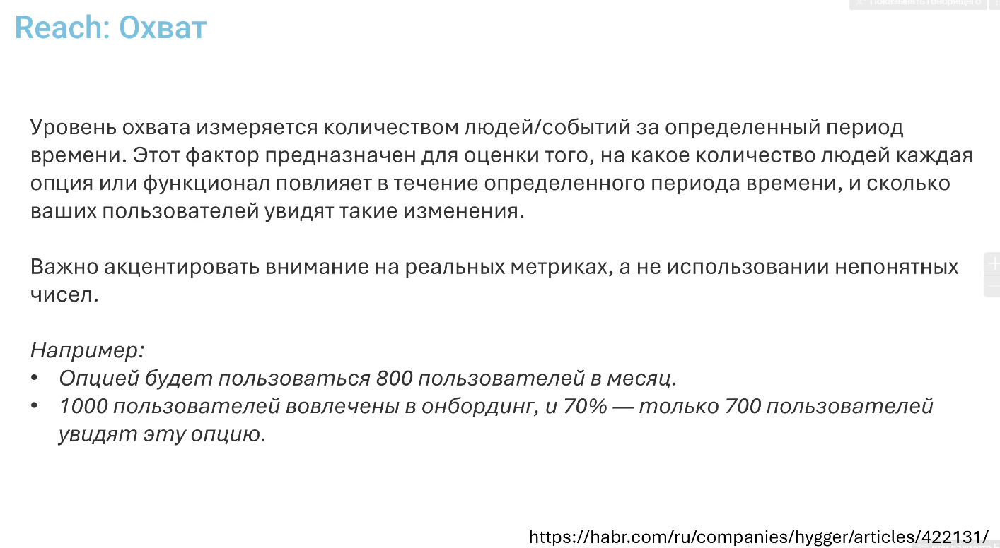 Показывать говорящего
Reach: Охват
Уровень охвата измеряется количеством людей/событий за определенный период
времени. Этот фактор предназначен для оценки того, на какое количество людей каждая
опция или функционал повлияет в течение определенного периода времени, и сколько
ваших пользователей увидят такие изменения.
Важно акцентировать внимание на реальных метриках, а не использовании непонятных
чисел.
Например:
• Опцией будет пользоваться 800 пользователей в месяц.
• 1000 пользователей вовлечены в онбординг, и 70% — только 700 пользователей
увидят эту опцию.
https://habr.com/ru/companies/hygger/articles/422131/